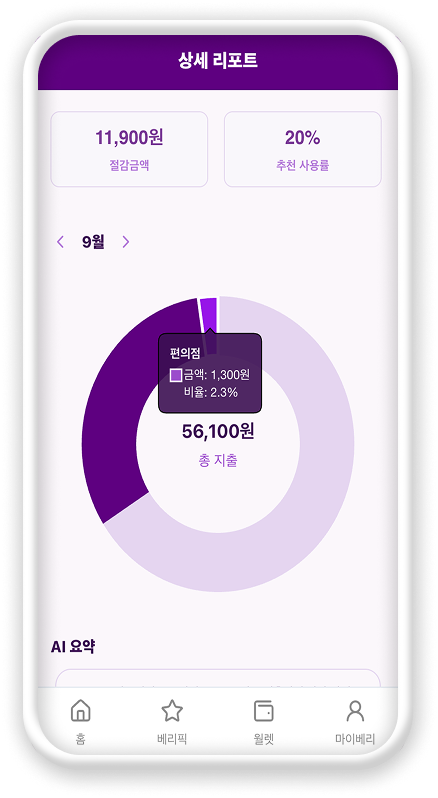 상세 리포트
11,900원
절감금액
20%
추천 사용률
9월
편의점
금액: 1,300원
비율: 2.3%
56,100원
총 지출
AI 요약
홈
베리픽
월렛
마이베리